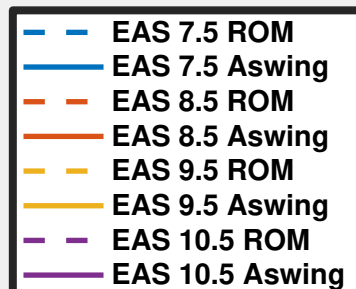 EAS 7.5 ROM
EAS 7.5 Aswing
EAS 8.5 ROM
EAS 8.5 Aswing
EAS 9.5 ROM
EAS 9.5 Aswing
EAS 10.5 ROM
EAS 10.5 Aswing